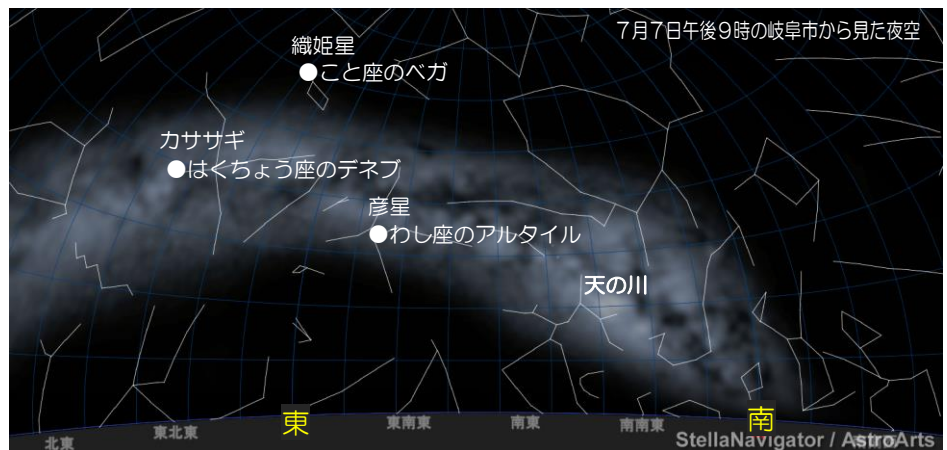 7月7日午後9時の岐阜市から見た夜空
織姫星
●こと座のベガ
カササギ
●はくちょう座のデネブ
彦星
●わし座のアルタイル
天の川
北東
東北東
東
東南東
南東
南南東
南
StellaNavigator / AstroArts